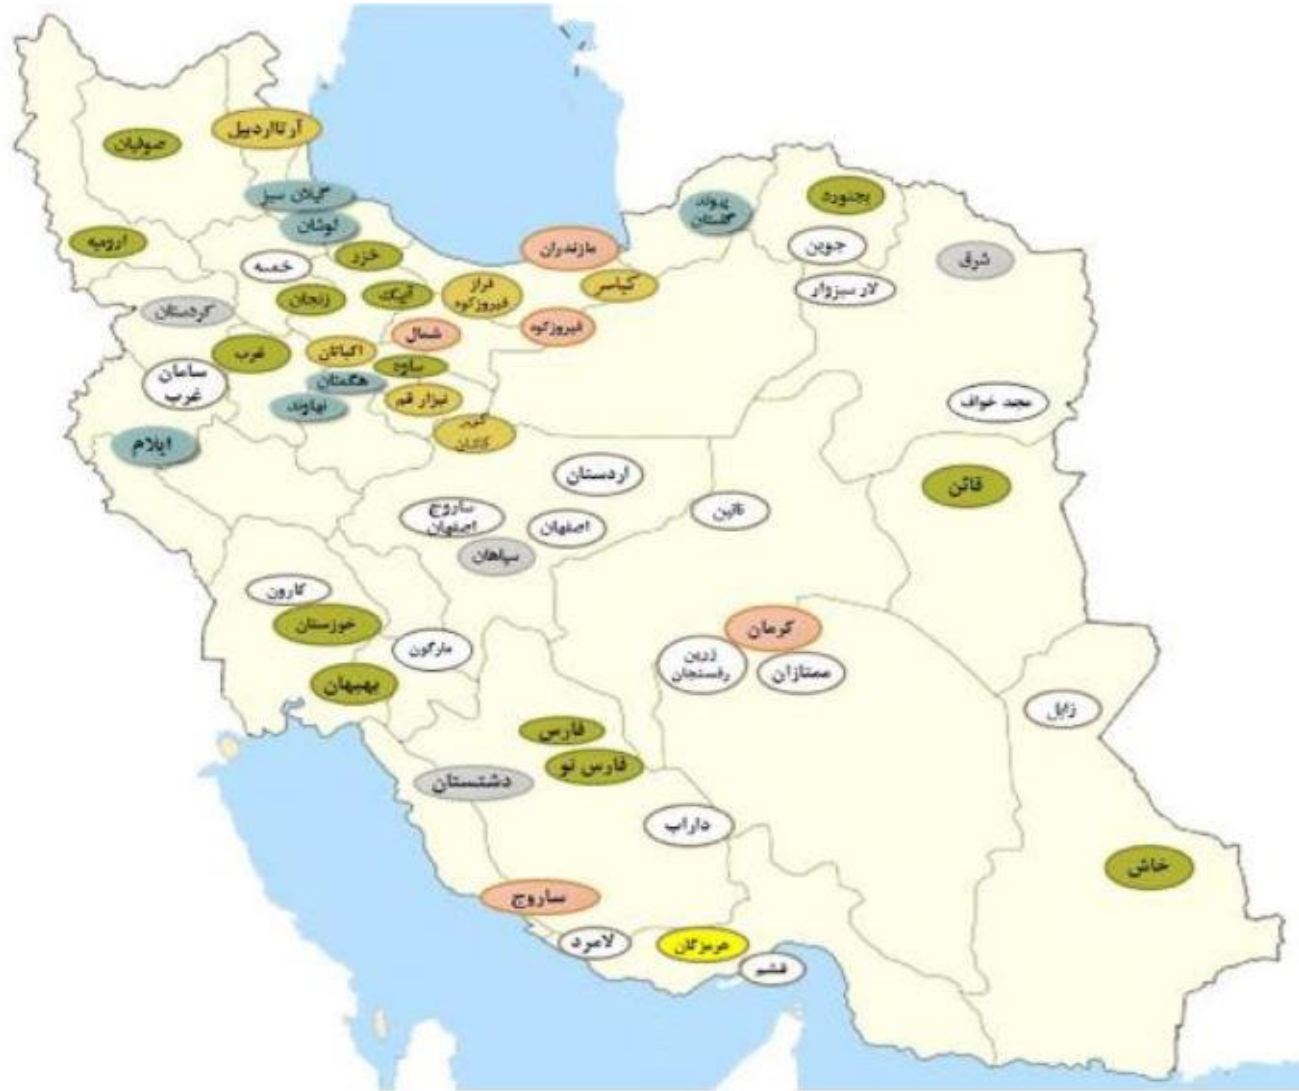 آرتااردبیل
صوفیان
گیلان سبز
لوشان
ارومیه
خزر
خمسه
زنجان
آبیک
فراز
فیروزکوه
مازندران
کیاسر
فیروزکوه
پیوند
گلستان
بجنورد
جوین
لار سبزوار
شرق
کردستان
غرب
سامان
غرب
اکباتان
شمال
ساوه
هگمتان
نهاوند
نیزار قم
کویر
کاشان
ایلام
مجد خواف
قائن
اردستان
نائین
ساروج
اصفهان
اصفهان
سپاهان
کارون
خوزستان
مارگون
بهبهان
کرمان
زرین
رفسنجان
ممتازان
زابل
فارس
فارس نو
دشتستان
داراب
خاش
ساروج
لامرد
هرمزگان
قشم